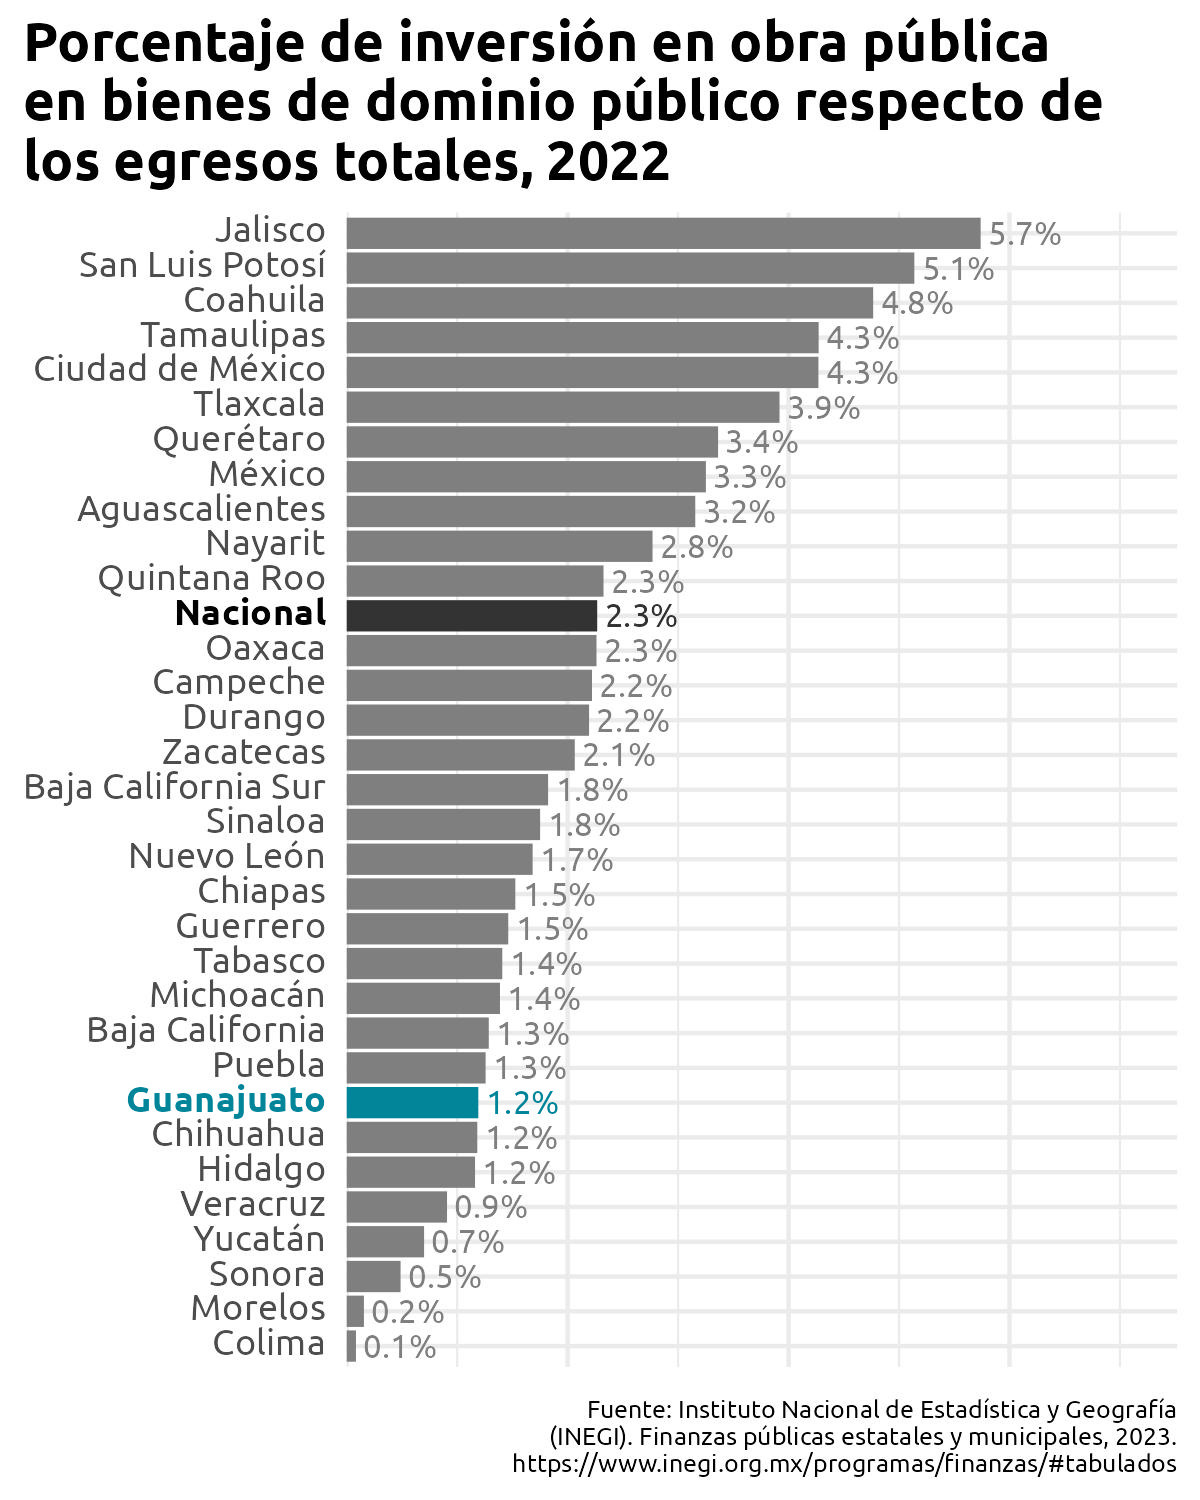 Porcentaje de inversión en obra pública
en bienes de dominio público respecto de
los egresos totales, 2022
Jalisco 5.7%
San Luis Potosí 5.1%
Coahuila 4.8%
Tamaulipas 4.3%
Ciudad de México 4.3%
Tlaxcala 3.9%
Querétaro 3.4%
México 3.3%
Aguascalientes 3.2%
Nayarit 2.8%
Quintana Roo 2.3%
Nacional 2.3%
Oaxaca 2.3%
Campeche 2.2%
Durango 2.2%
Zacatecas 2.1%
Baja California Sur 1.8%
Sinaloa 1.8%
Nuevo León 1.7%
Chiapas 1.5%
Guerrero 1.5%
Tabasco 1.4%
Michoacán 1.4%
Baja California 1.3%
Puebla 1.3%
Guanajuato 1.2%
Chihuahua 1.2%
Hidalgo 1.2%
Veracruz 0.9%
Yucatán 0.7%
Sonora 0.5%
Morelos 0.2%
Colima 0.1%
Fuente: Instituto Nacional de Estadística y Geografía
(INEGI). Finanzas públicas estatales y municipales, 2023.
https://www.inegi.org.mx/programas/finanzas/#tabulados